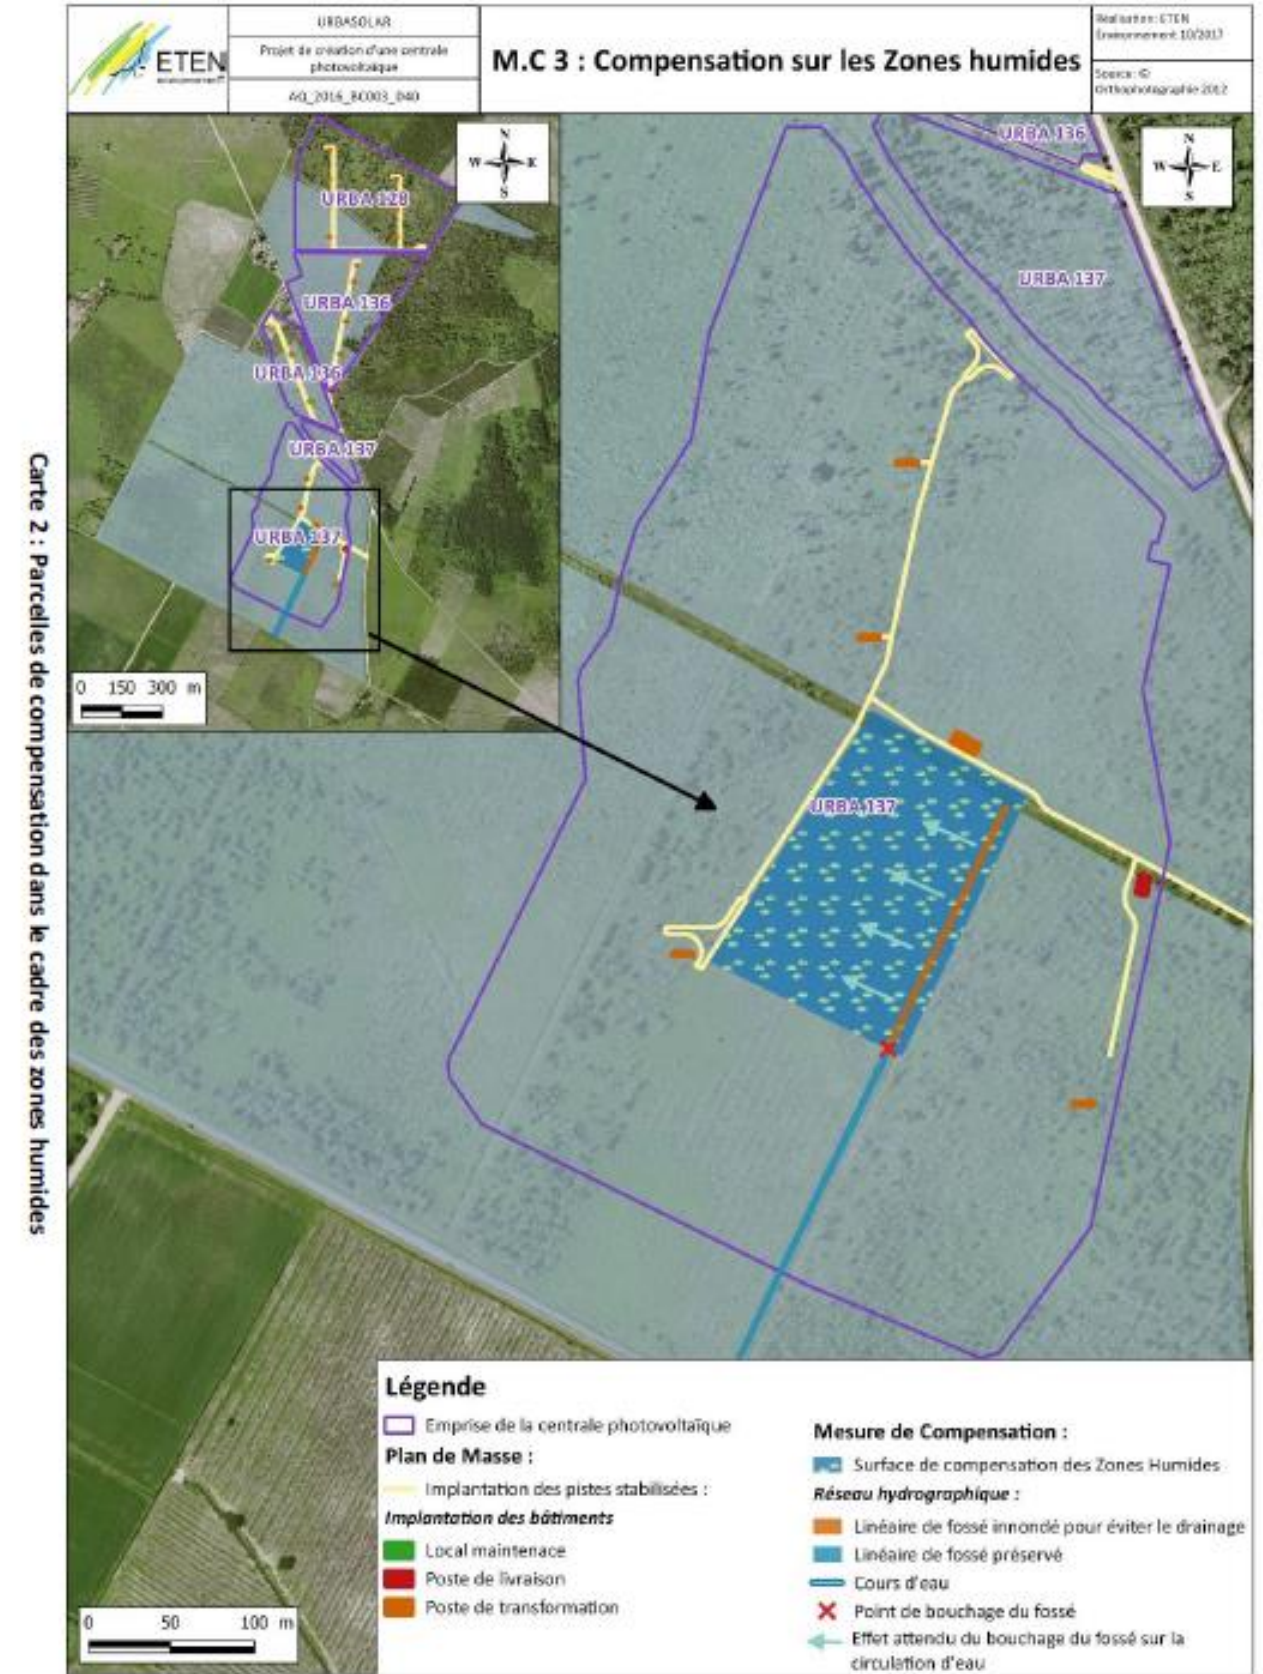 URBASOLAR
Projet de création d'une centrale
photovoltaïque
AQ_2016_BC003_040
ETEN
M.C 3 : Compensation sur les Zones humides
Réalisation: ETEN
Environnement 10/2017
Source: ©
Orthophotographie 2012
Carte 2 : Parcelles de compensation dans le cadre des zones humides
N
W E
S
URBA 128
URBA 136
URBA 136
URBA 137
URBA 137
0 150 300 m
URBA 136
N
W E
S
URBA 137
URBA 137
Légende
Emprise de la centrale photovoltaïque
Plan de Masse :
Implantation des pistes stabilisées :
Implantation des bâtiments
Local maintenace
Poste de livraison
Poste de transformation
Mesure de Compensation :
Surface de compensation des Zones Humides
Réseau hydrographique :
Linéaire de fossé innondé pour éviter le drainage
Linéaire de fossé préservé
Cours d'eau
Point de bouchage du fossé
Effet attendu du bouchage du fossé sur la
circulation d'eau
0 50 100 m